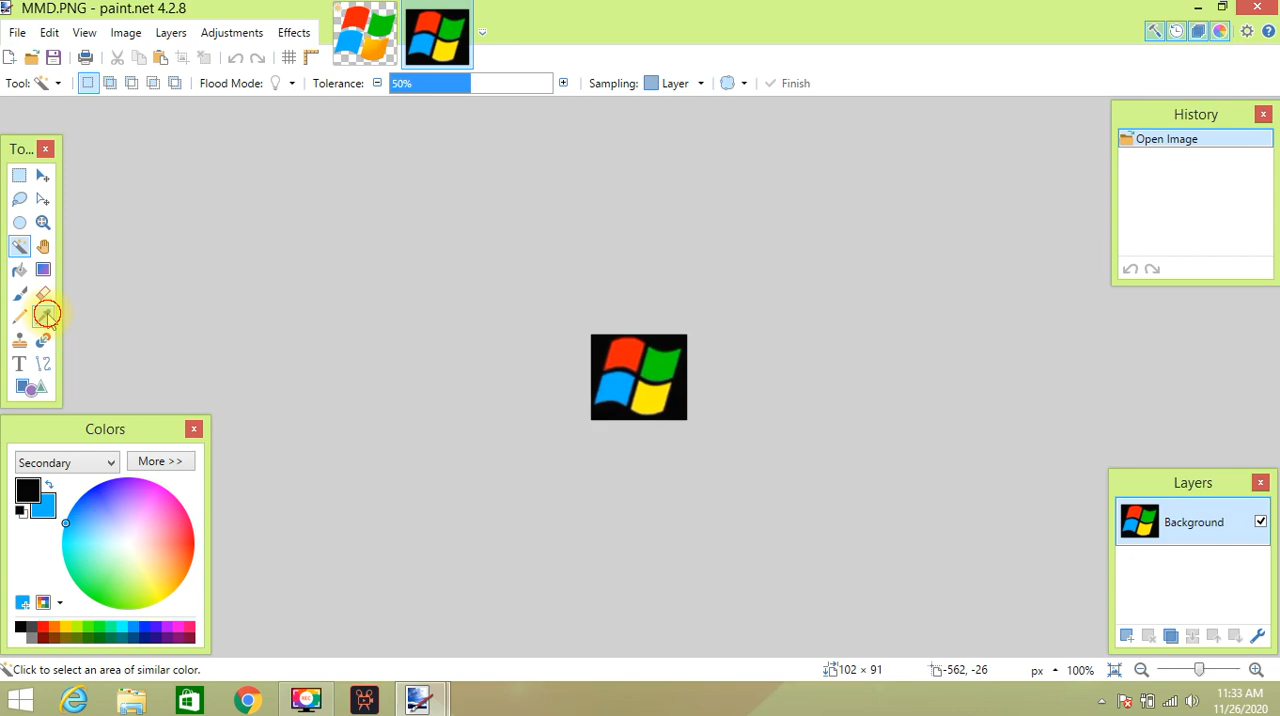 MMD.PNG - paint.net 4.2.8
File Edit View Image Layers Adjustments Effects
Tool: Flood Mode: Tolerance: 50% Sampling: Layer Finish
To...
History
Open Image
Colors
Secondary
More >>
Layers
Background
Click to select an area of similar color.
102 × 91
-562, -26
px
100%
11:33 AM
11/26/2020